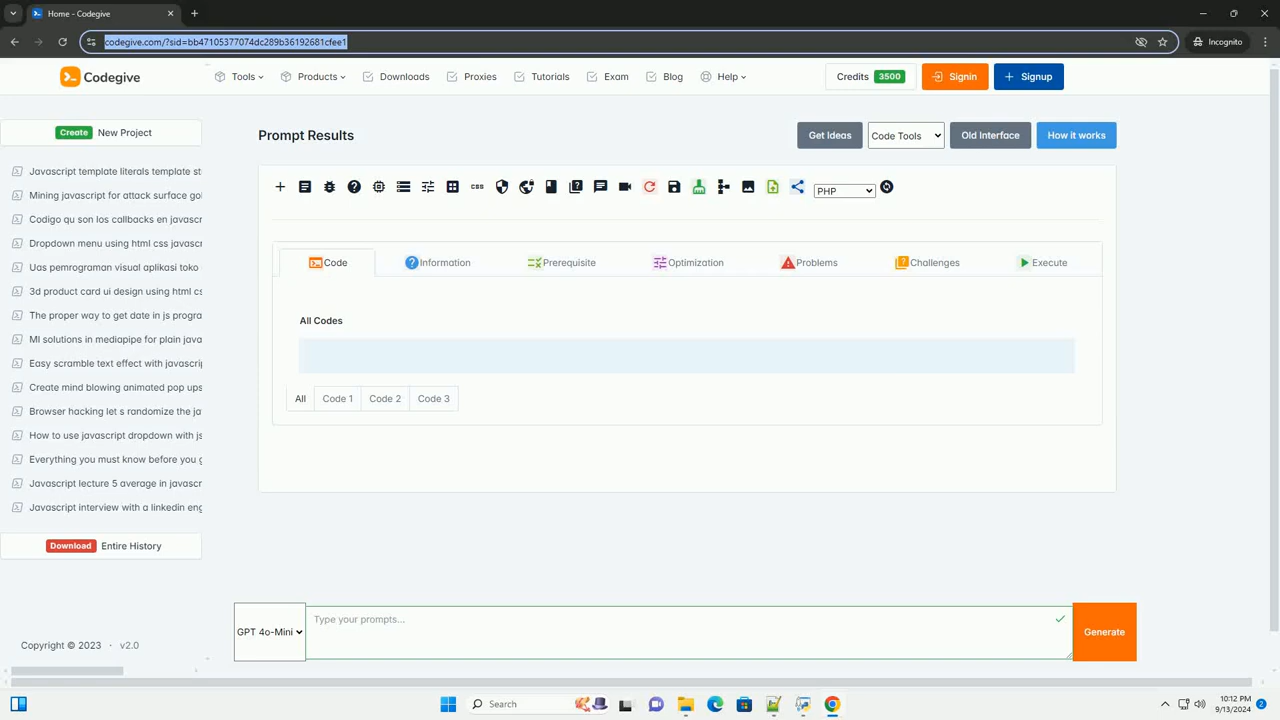 Home - Codegive
codegive.com/?sid=bb47105377074dc289b36192681cfee1
Incognito
Codegive
Tools
Products
Downloads
Proxies
Tutorials
Exam
Blog
Help
Credits 3500
Signin
Signup
Create New Project
Prompt Results
Get Ideas
Code Tools
Old Interface
How it works
Javascript template literals template st
Mining javascript for attack surface gol
Codigo qu son los callbacks en javascr
Dropdown menu using html css javascr
Uas pemrograman visual aplikasi toko
3d product card ui design using html cs
The proper way to get date in js progra
Ml solutions in mediapipe for plain java
Easy scramble text effect with javascrip
Create mind blowing animated pop ups
Browser hacking let s randomize the ja
How to use javascript dropdown with js
Everything you must know before you g
Javascript lecture 5 average in javascr
Javascript interview with a linkedin eng
Download Entire History
Copyright © 2023 · v2.0
css
PHP
Code
Information
Prerequisite
Optimization
Problems
Challenges
Execute
All Codes
All
Code 1
Code 2
Code 3
GPT 4o-Mini
Type your prompts...
Generate
Search
10:12 PM
9/13/2024
2